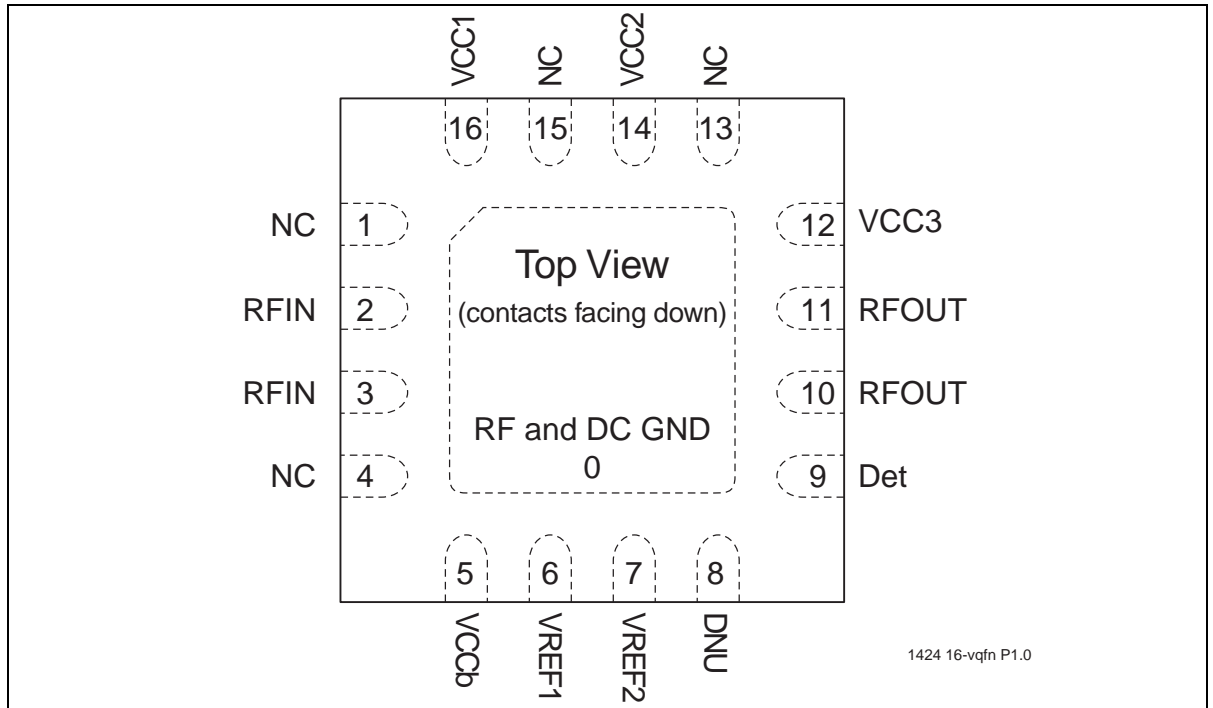 VCC1
NC
VCC2
NC
16
15
14
13
NC
1
12
VCC3
RFIN
2
11
RFOUT
RFIN
3
10
RFOUT
NC
4
9
Det
Top View
(contacts facing down)
RF and DC GND
0
5
6
7
8
VCCb
VREF1
VREF2
DNU
1424 16-vqfn P1.0